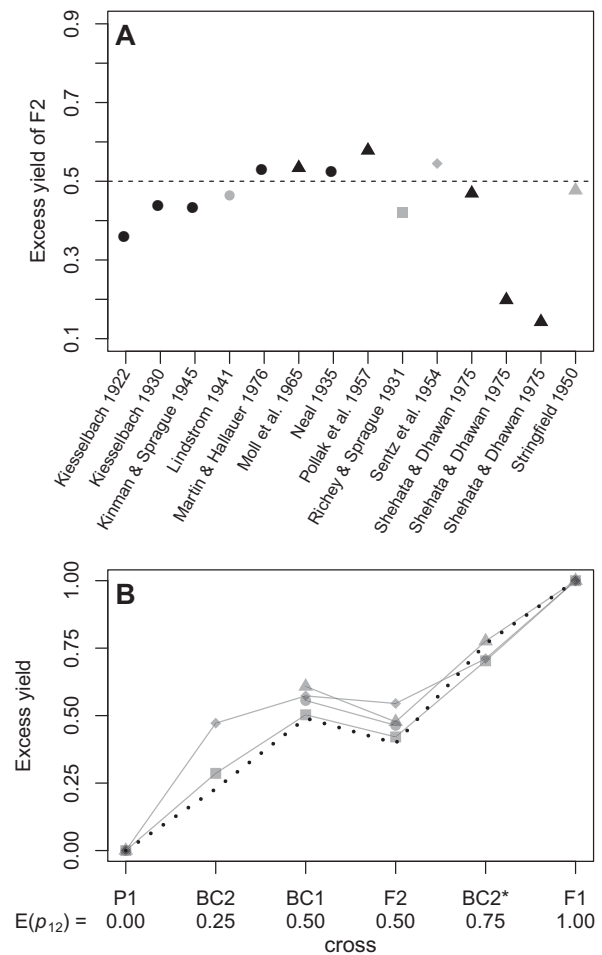 A
Excess yield of F2
0.9
0.7
0.5
0.3
0.1
Kiesselbach 1922
Kiesselbach 1930
Kinman & Sprague 1945
Lindstrom 1941
Martin & Hallauer 1976
Moll et al. 1965
Neal 1935
Pollak et al. 1957
Richey & Sprague 1931
Sentz et al. 1954
Shehata & Dhawan 1975
Shehata & Dhawan 1975
Shehata & Dhawan 1975
Stringfield 1950
B
Excess yield
1.00
0.75
0.50
0.25
0.00
P1 BC2 BC1 F2 BC2* F1
E(p12) = 0.00 0.25 0.50 0.50 0.75 1.00
cross